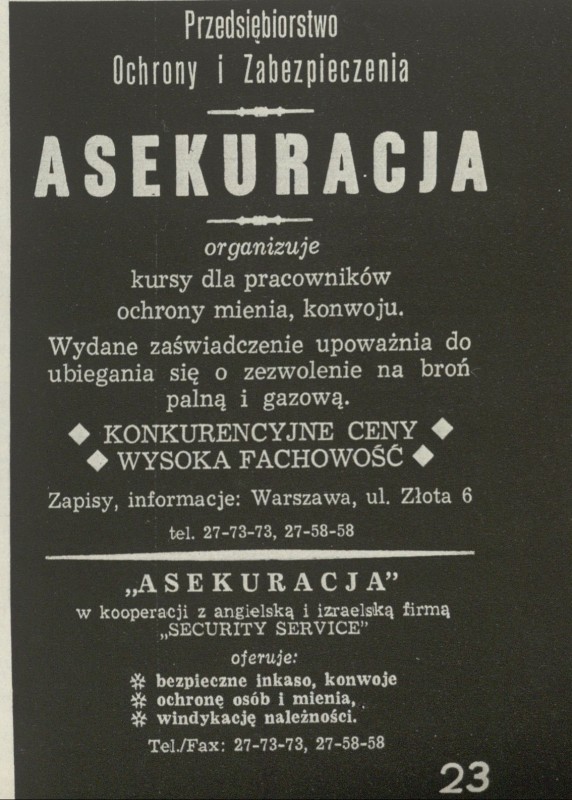 Przedsiębiorstwo
Ochrony i Zabezpieczenia
ASEKURACJA
organizuje
kursy dla pracowników
ochrony mienia, konwoju.
Wydane zaświadczenie upoważnia do
ubiegania się o zezwolenie na broń
palną i gazową.
◆ KONKURENCYJNE CENY ◆
◆ WYSOKA FACHOWOŚĆ ◆
Zapisy, informacje: Warszawa, ul. Złota 6
tel. 27-73-73, 27-58-58
„ASEKURACJA”
w kooperacji z angielską i izraelską firmą
„SECURITY SERVICE”
oferuje:
✲ bezpieczne inkaso, konwoje
✲ ochronę osób i mienia,
✲ windykację należności.
Tel./Fax: 27-73-73, 27-58-58
23